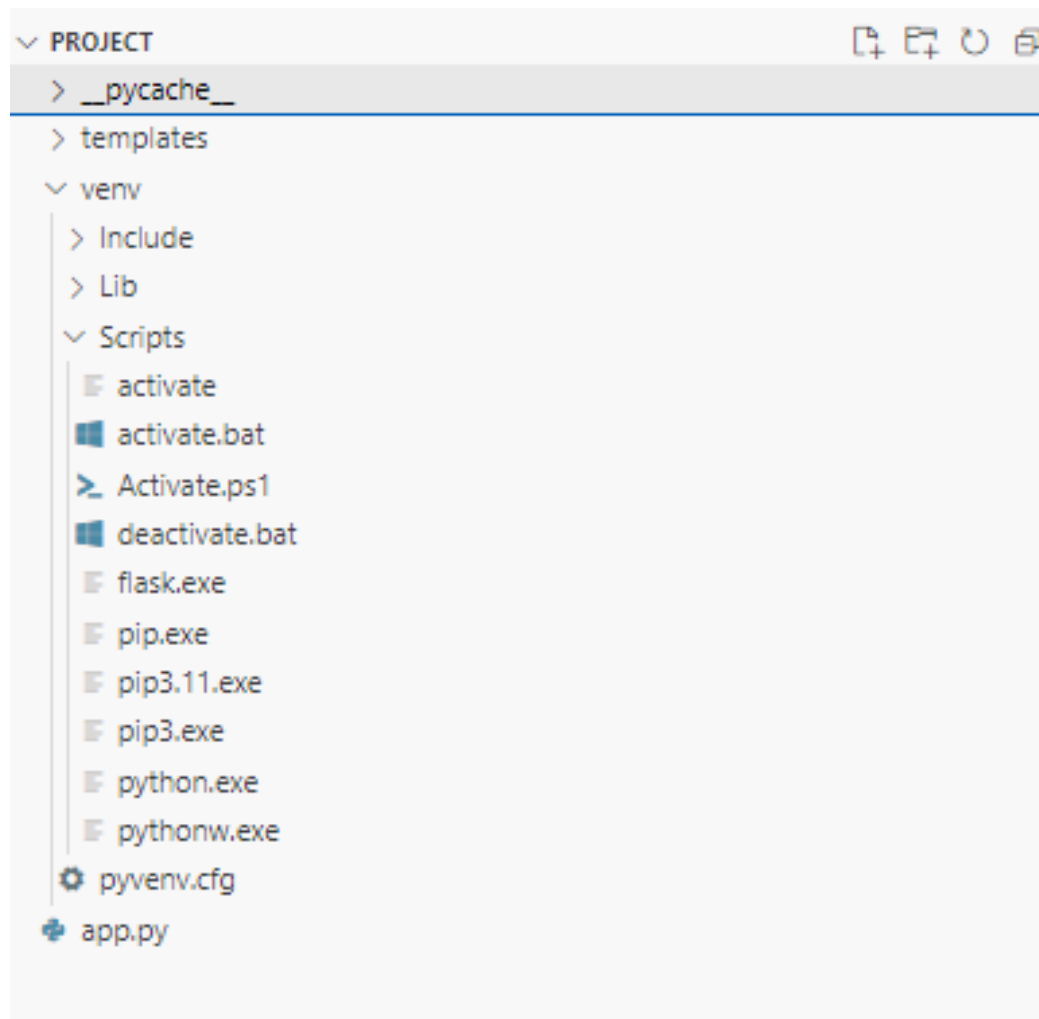 PROJECT
__pycache__
templates
venv
Include
Lib
Scripts
activate
activate.bat
Activate.ps1
deactivate.bat
flask.exe
pip.exe
pip3.11.exe
pip3.exe
python.exe
pythonw.exe
pyvenv.cfg
app.py